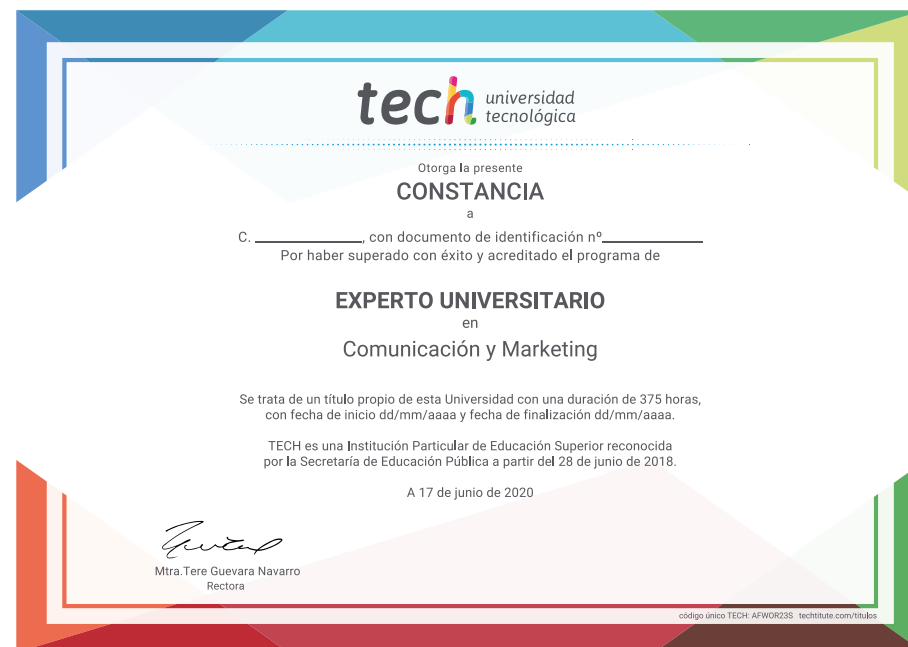 tech universidad
tecnológica
Otorga la presente
CONSTANCIA
a
C. ____________, con documento de identificación nº____________
Por haber superado con éxito y acreditado el programa de
EXPERTO UNIVERSITARIO
en
Comunicación y Marketing
Se trata de un título propio de esta Universidad con una duración de 375 horas,
con fecha de inicio dd/mm/aaaa y fecha de finalización dd/mm/aaaa.
TECH es una Institución Particular de Educación Superior reconocida
por la Secretaría de Educación Pública a partir del 28 de junio de 2018.
A 17 de junio de 2020
Mtra.Tere Guevara Navarro
Rectora
código único TECH: AFWOR23S techtitute.com/titulos